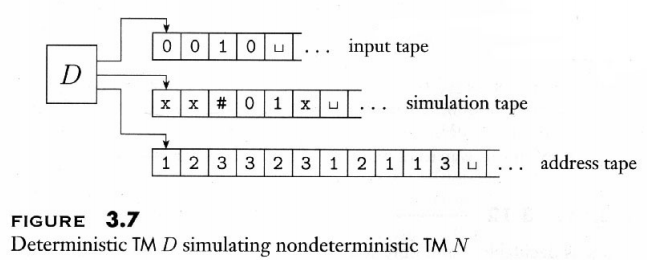 0 0 1 0 ␣ ... input tape
D
x x # 0 1 x ␣ ... simulation tape
1 2 3 3 2 3 1 2 1 1 3 ␣ ... address tape
FIGURE 3.7
Deterministic TM D simulating nondeterministic TM N